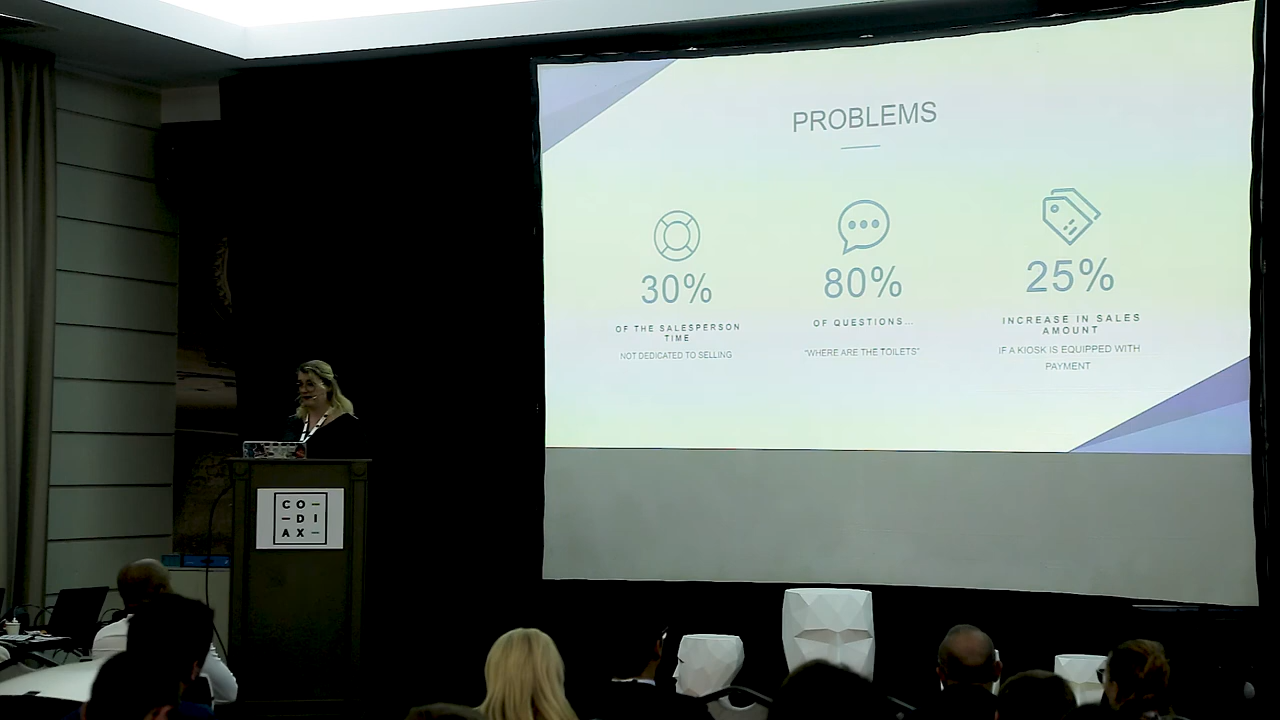 PROBLEMS
30%
OF THE SALESPERSON
TIME
NOT DEDICATED TO SELLING
80%
OF QUESTIONS...
"WHERE ARE THE TOILETS"
25%
INCREASE IN SALES
AMOUNT
IF A KIOSK IS EQUIPPED WITH
PAYMENT
CO—
—DI
AX—